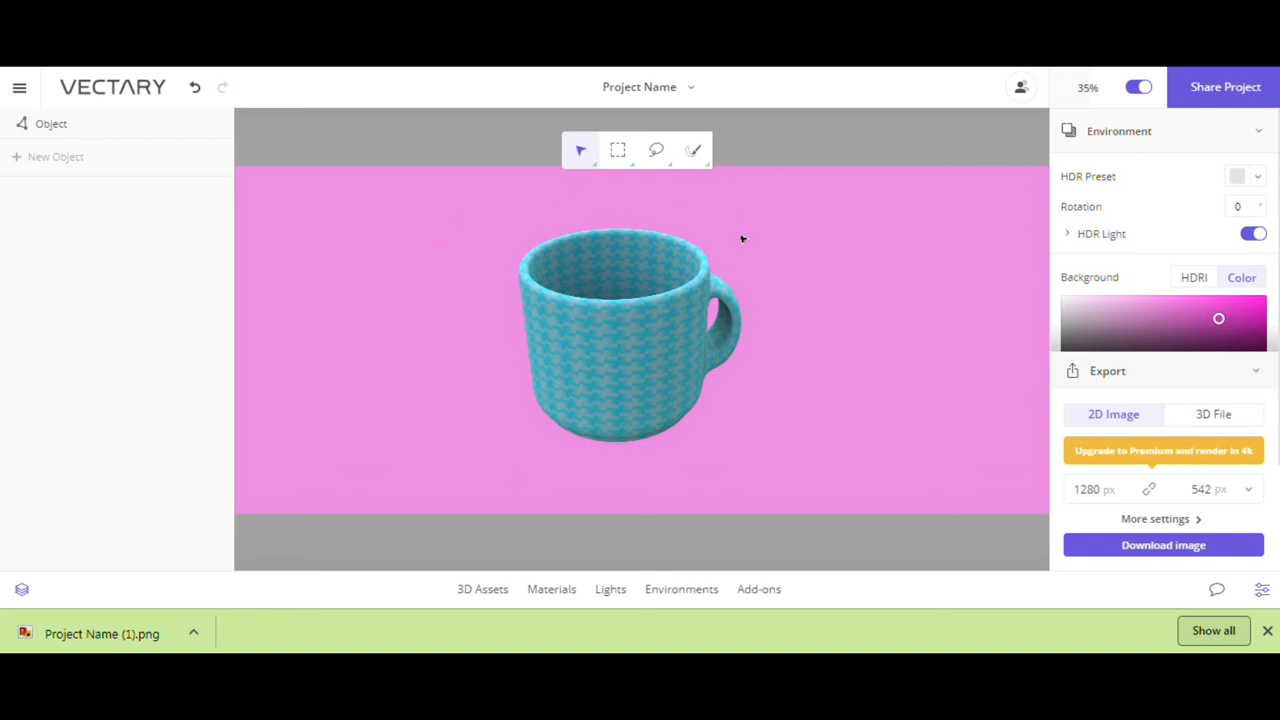 VECTARY
Project Name
35%
Share Project
Object
New Object
Environment
HDR Preset
Rotation
0 °
HDR Light
Background
HDRI
Color
Export
2D Image
3D File
Upgrade to Premium and render in 4k
1280 px
542 px
More settings
Download image
3D Assets
Materials
Lights
Environments
Add-ons
Project Name (1).png
Show all